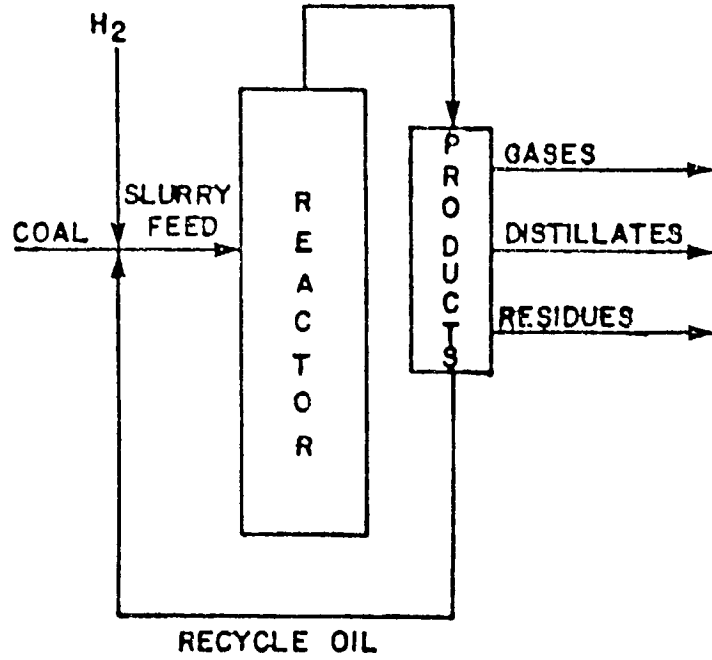 H2
SLURRY
FEED
COAL
REACTOR
PRODUCTS
GASES
DISTILLATES
RESIDUES
RECYCLE OIL